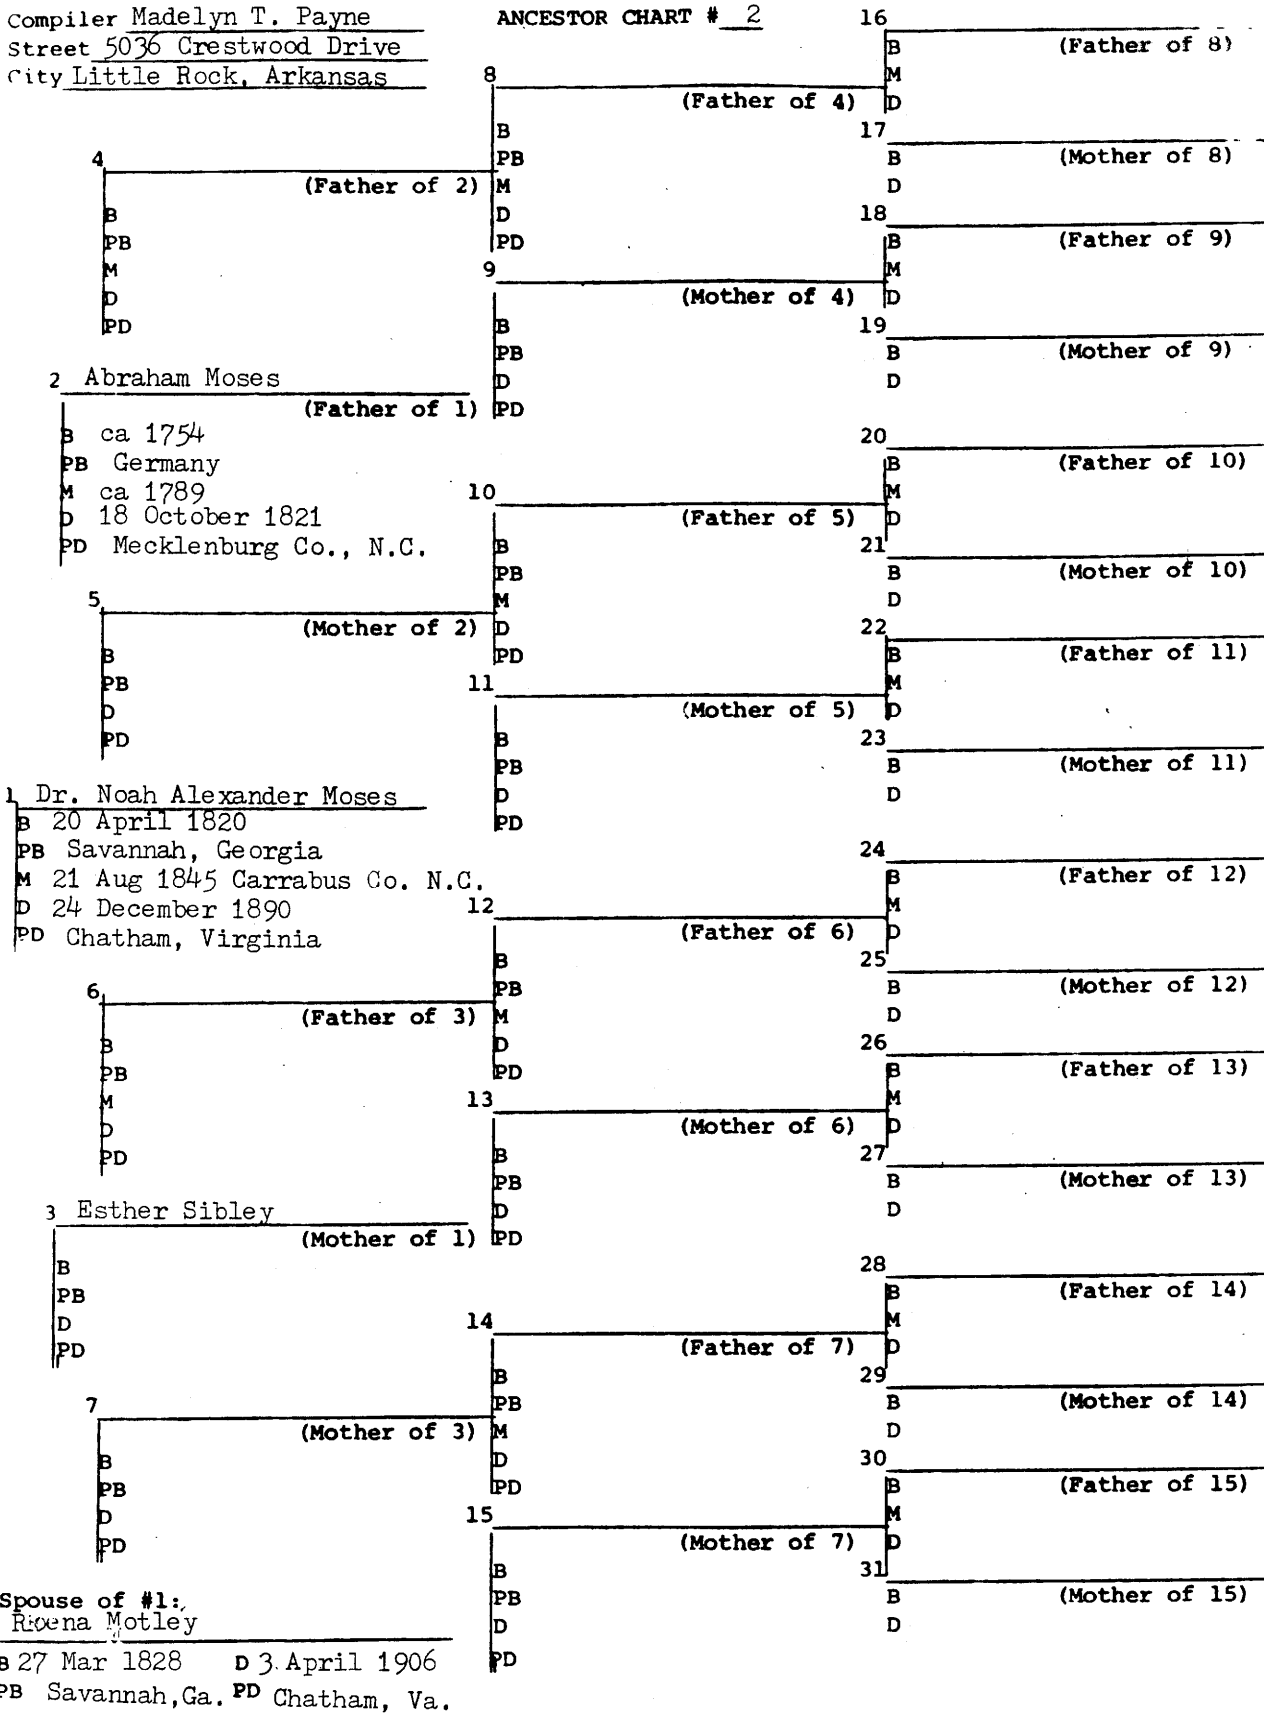 Compiler Madelyn T. Payne
Street 5036 Crestwood Drive
City Little Rock, Arkansas
ANCESTOR CHART # 2
4
(Father of 2)
B
PB
M
D
PD
2 Abraham Moses
(Father of 1)
B ca 1754
PB Germany
M ca 1789
D 18 October 1821
PD Mecklenburg Co., N.C.
5
(Mother of 2)
B
PB
D
PD
1 Dr. Noah Alexander Moses
B 20 April 1820
PB Savannah, Georgia
M 21 Aug 1845 Carrabus Co. N.C.
D 24 December 1890
PD Chatham, Virginia
6
(Father of 3)
B
PB
M
D
PD
3 Esther Sibley
(Mother of 1)
B
PB
D
PD
7
(Mother of 3)
B
PB
D
PD
Spouse of #1:
Motley
B 27 Mar 1828 D 3 April 1906
PB Savannah, Ga. PD Chatham, Va.
8
(Father of 4)
B
PB
M
D
PD
9
(Mother of 4)
B
PB
D
PD
10
(Father of 5)
B
PB
M
D
PD
11
(Mother of 5)
B
PB
D
PD
12
(Father of 6)
B
PB
M
D
PD
13
(Mother of 6)
B
PB
D
PD
14
(Father of 7)
B
PB
M
D
PD
15
(Mother of 7)
B
PB
D
PD
16
(Father of 8)
B
M
D
17
(Mother of 8)
B
D
18
(Father of 9)
B
M
D
19
(Mother of 9)
B
D
20
(Father of 10)
B
M
D
21
(Mother of 10)
B
D
22
(Father of 11)
B
M
D
23
(Mother of 11)
B
D
24
(Father of 12)
B
M
D
25
(Mother of 12)
B
D
26
(Father of 13)
B
M
D
27
(Mother of 13)
B
D
28
(Father of 14)
B
M
D
29
(Mother of 14)
B
D
30
(Father of 15)
B
M
D
31
(Mother of 15)
B
D